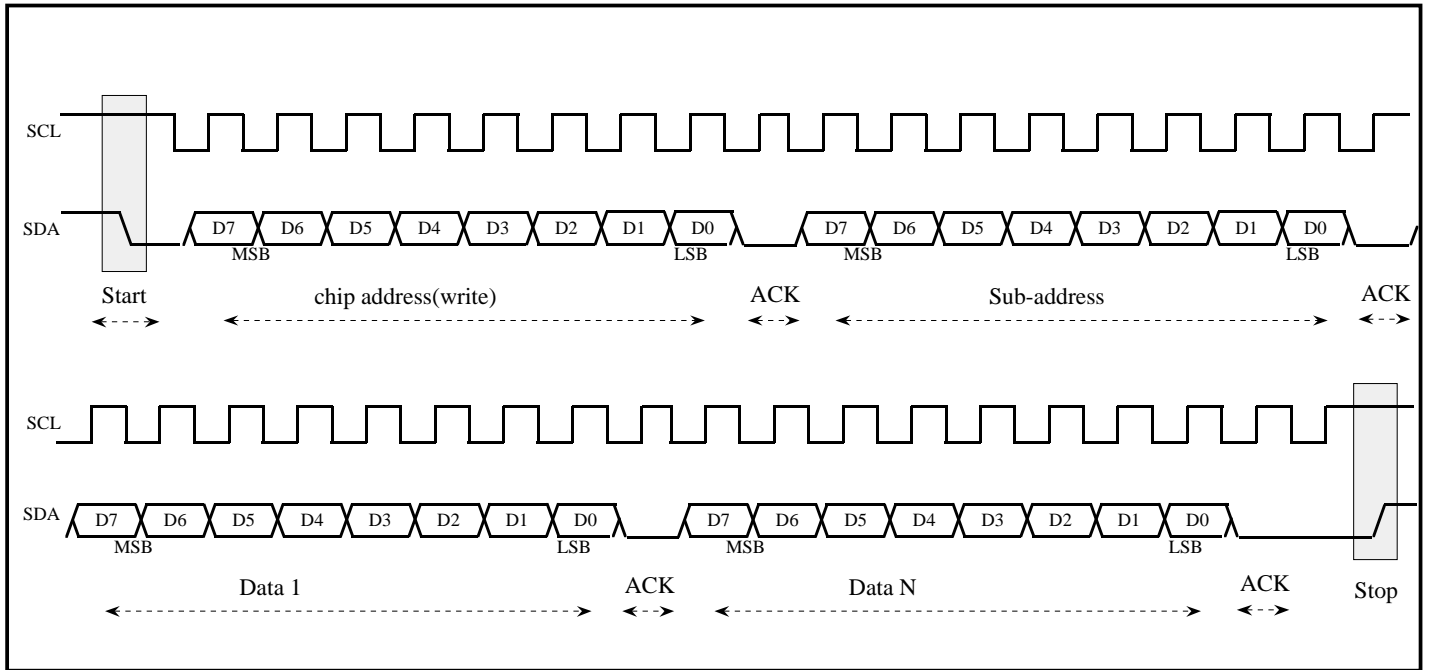 SCL
SDA D7 D6 D5 D4 D3 D2 D1 D0 D7 D6 D5 D4 D3 D2 D1 D0
MSB LSB MSB LSB
Start chip address(write) ACK Sub-address ACK
SCL
SDA D7 D6 D5 D4 D3 D2 D1 D0 D7 D6 D5 D4 D3 D2 D1 D0
MSB LSB MSB LSB
Data 1 ACK Data N ACK Stop